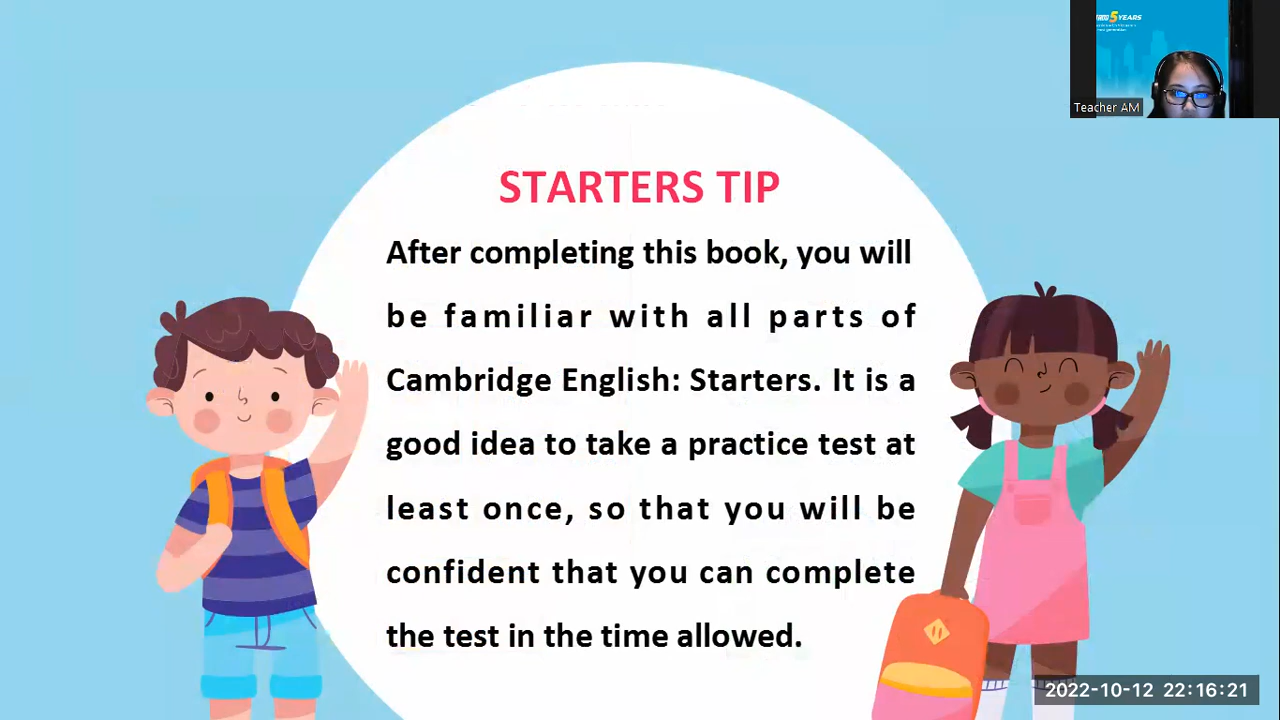 5 YEARS
Teacher AM
STARTERS TIP
After completing this book, you will
be familiar with all parts of
Cambridge English: Starters. It is a
good idea to take a practice test at
least once, so that you will be
confident that you can complete
the test in the time allowed.
2022-10-12 22:16:21